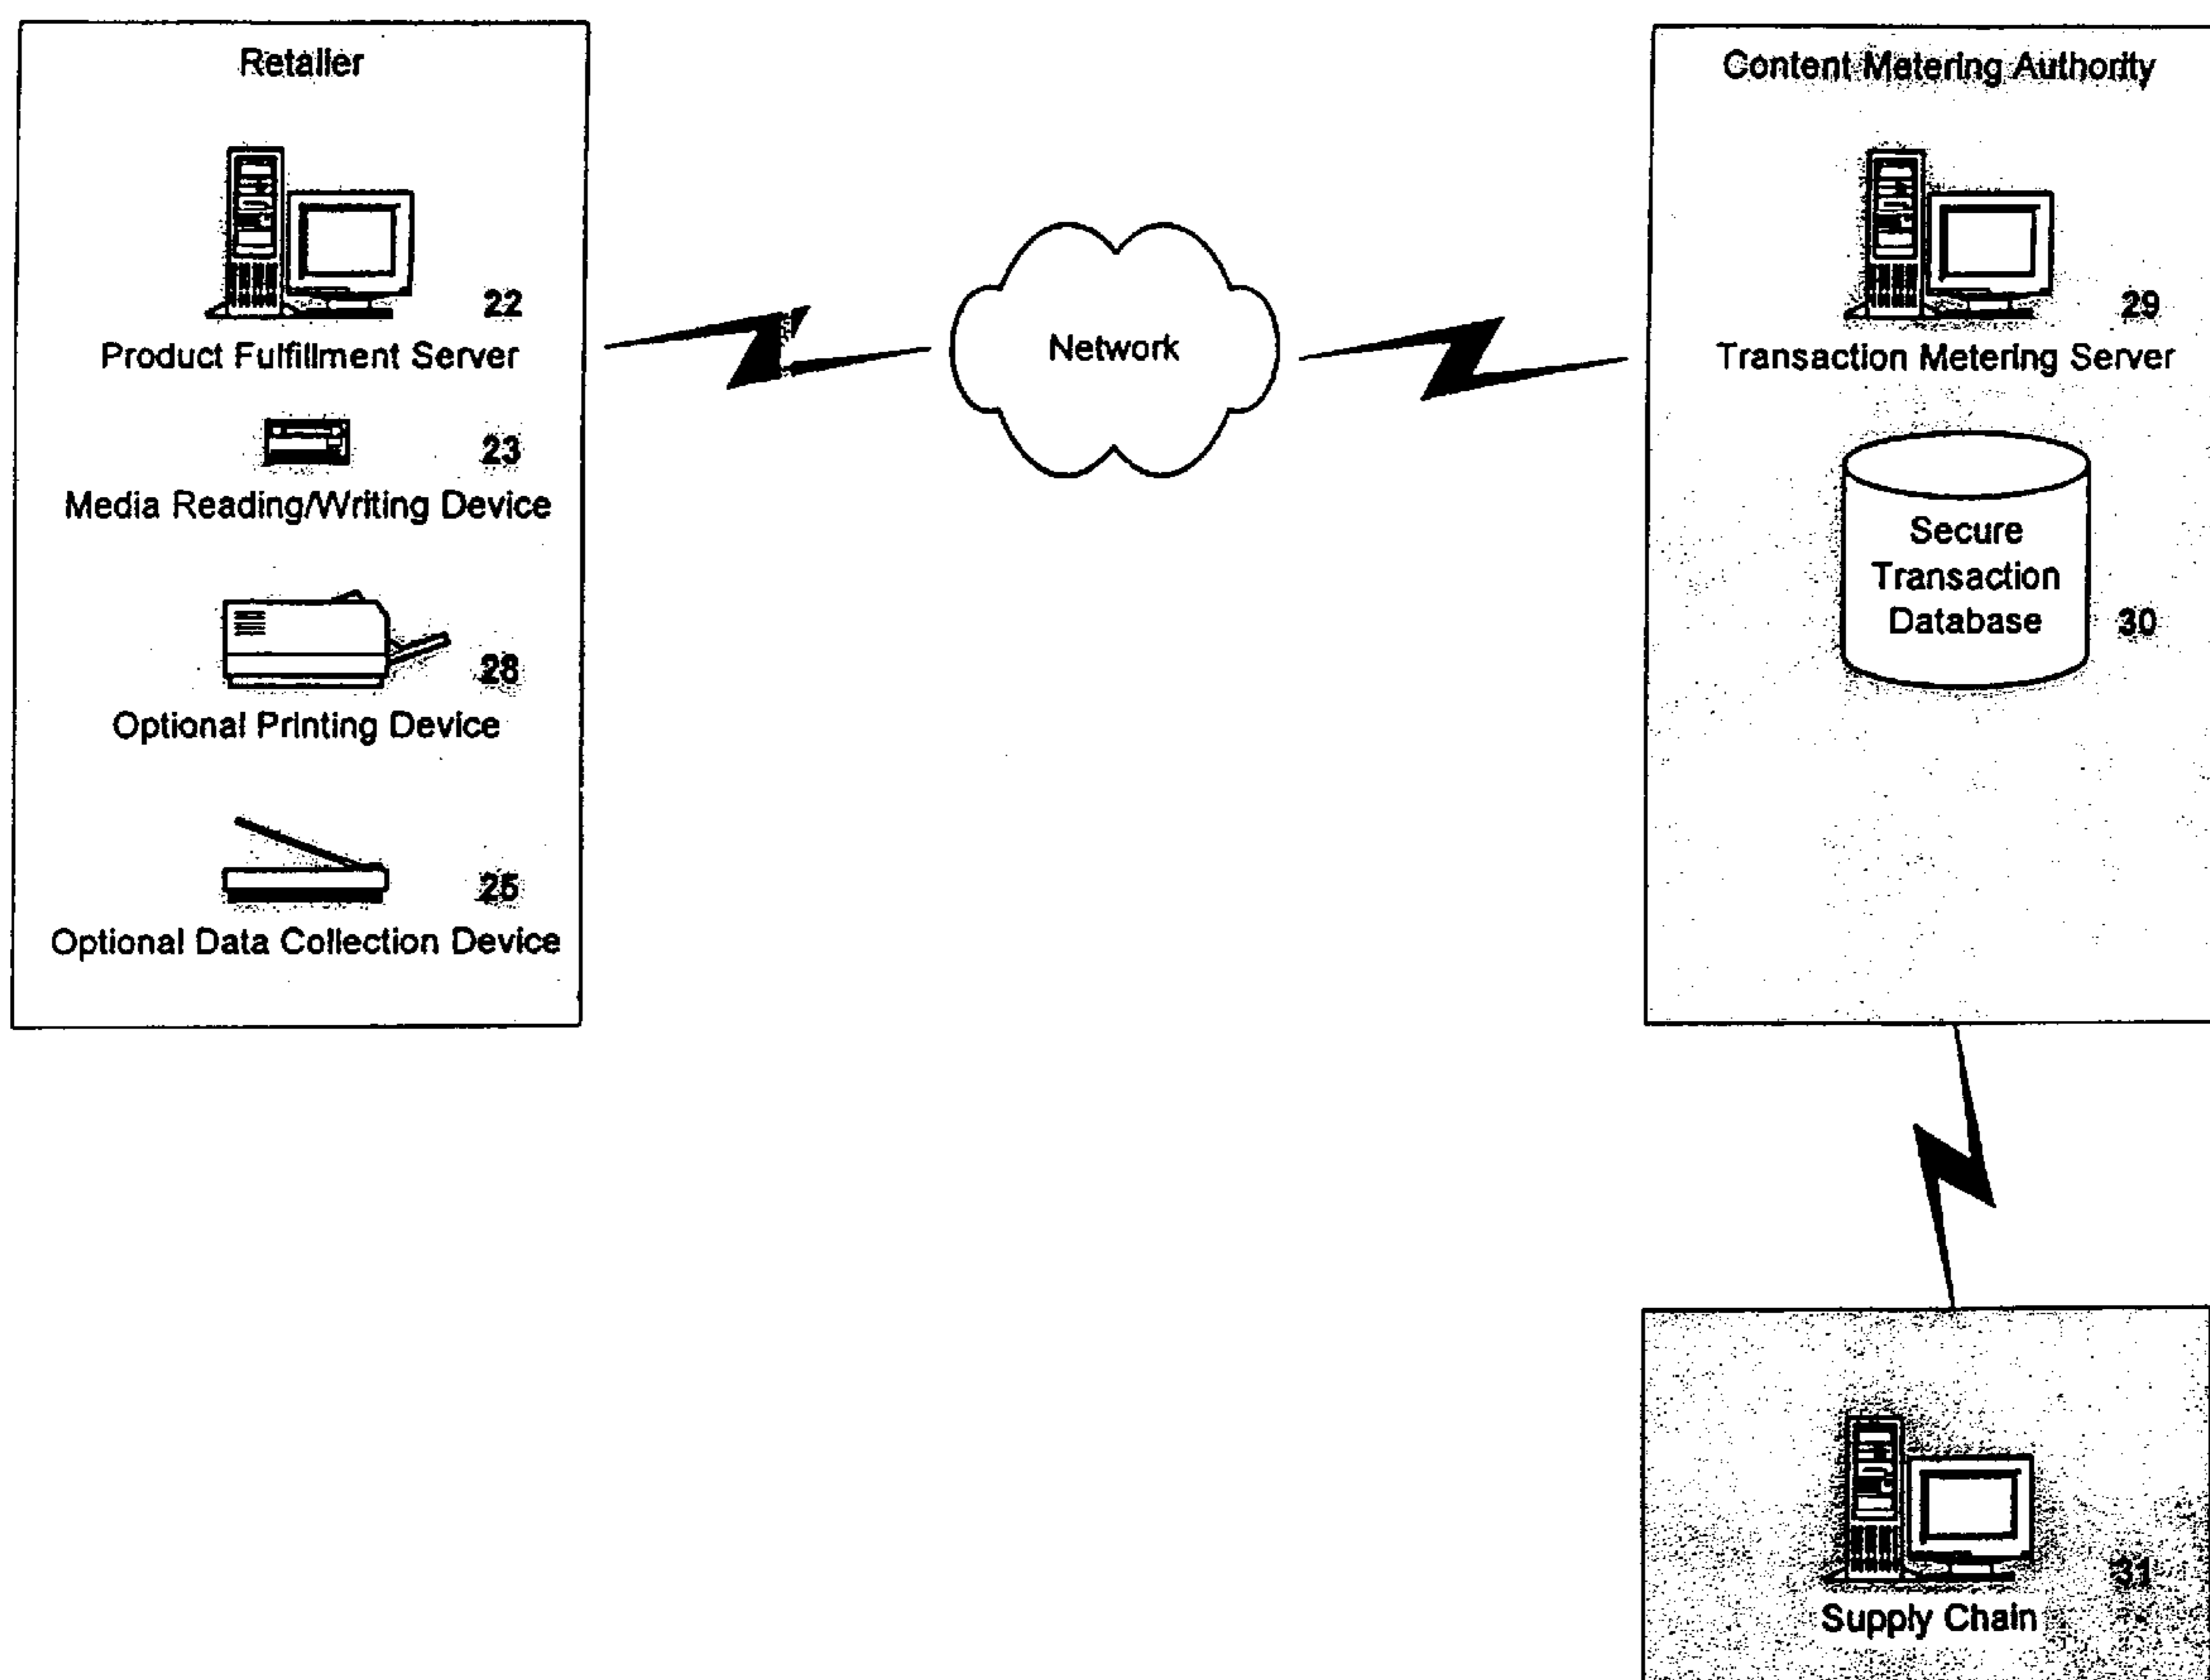 Retailer
22
Product Fulfillment Server
23
Media Reading/Writing Device
28
Optional Printing Device
25
Optional Data Collection Device
Network
Content Metering Authority
29
Transaction Metering Server
Secure
Transaction
Database
30
31
Supply Chain